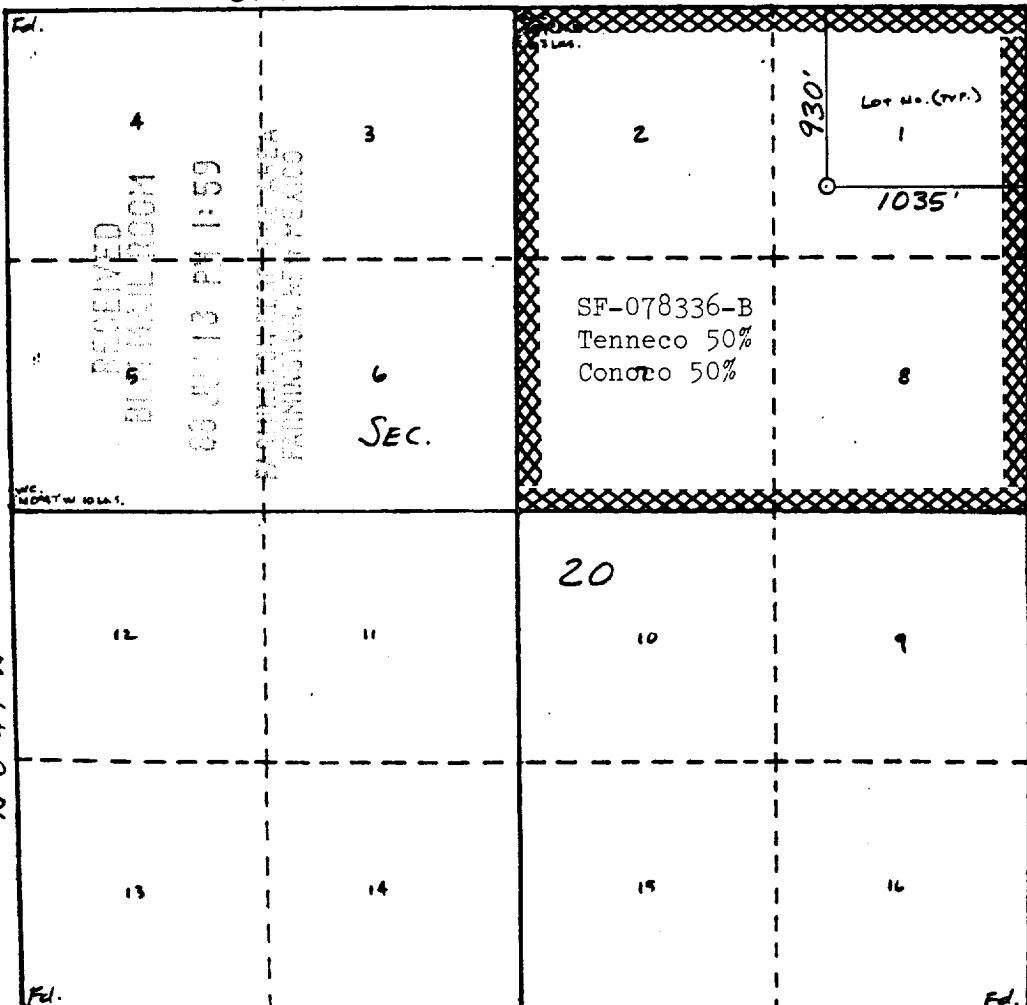 Fd.
4
3
2
930'
Lot No. (TYP.)
1
1035'
RECEIVED
BLM MAIL ROOM
13 PM 1:59
FARMINGTON, NEW MEXICO
5
6
SEC.
SF-078336-B
Tenneco 50%
Conoco 50%
7
8
WC.
20
12
11
10
9
13
14
15
16
Fd.
Fd.